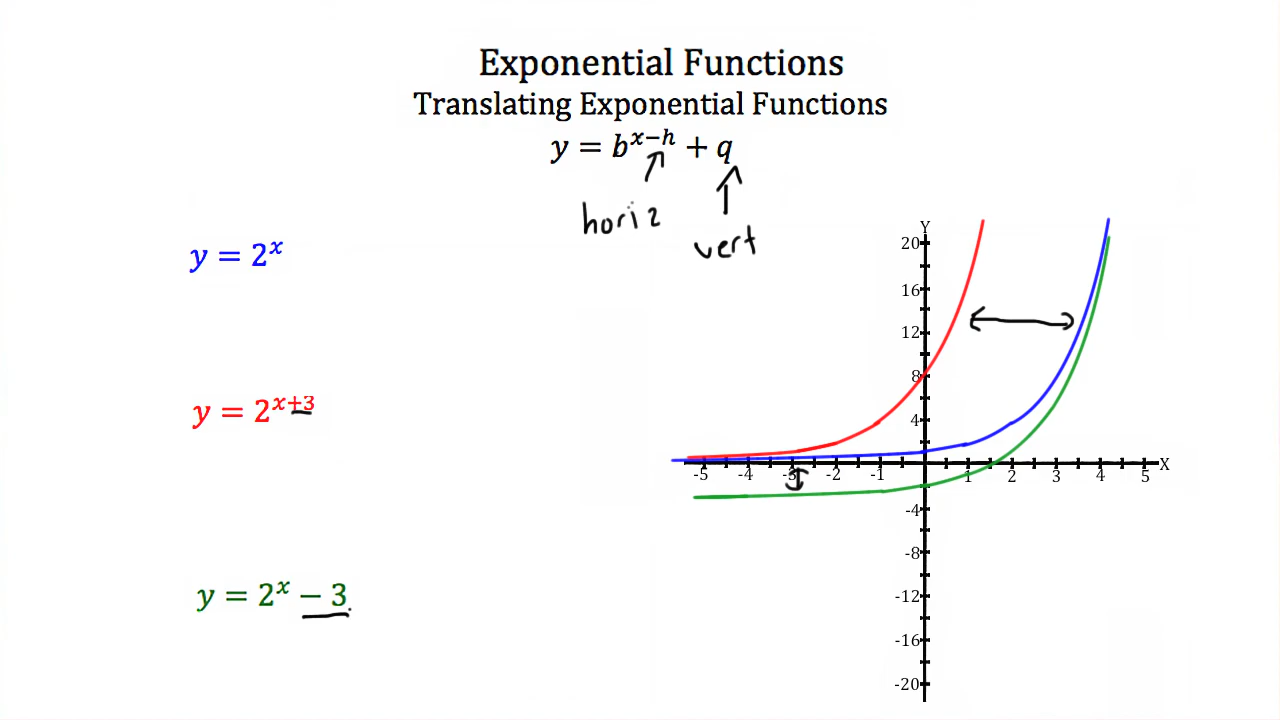 Exponential Functions
Translating Exponential Functions
y = b^{x−h} + q
horiz
vert
y = 2^x
y = 2^{x+3}
y = 2^x − 3
Y
20
16
12
8
4
-5 -4 -3 -2 -1 1 2 3 4 5 X
-4
-8
-12
-16
-20